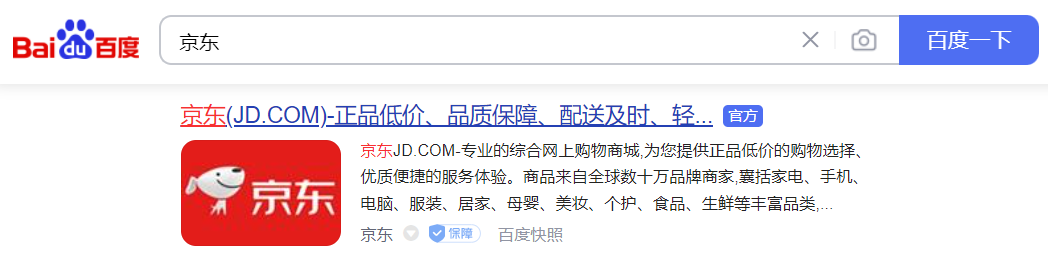 Baidu百度
京东
百度一下
京东(JD.COM)-正品低价、品质保障、配送及时、轻...
官方
京东JD.COM-专业的综合网上购物商城,为您提供正品低价的购物选择、
优质便捷的服务体验。商品来自全球数十万品牌商家,囊括家电、手机、
电脑、服装、居家、母婴、美妆、个护、食品、生鲜等丰富品类,...
京东
京东 保障 百度快照